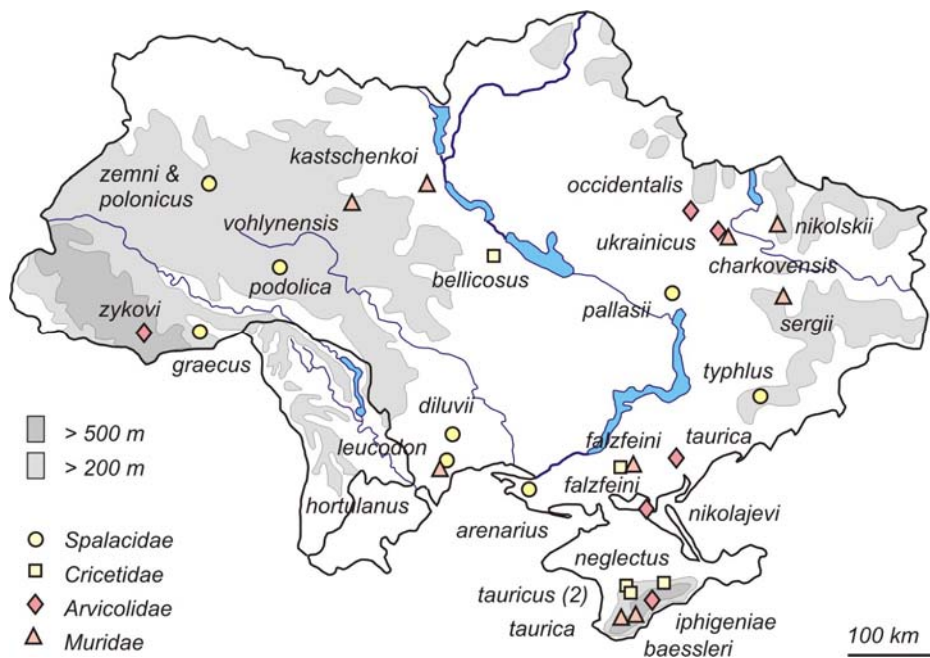 kastschenkoi
zemni &
polonicus
occidentalis
vohlynensis
nikolskii
ukrainicus
charkovensis
bellicosus
podolica
zykovi
pallasii
sergii
graecus
typhlus
diluvii
> 500 m
> 200 m
leucodon
falzfeini
taurica
falzfeini
hortulanus
arenarius
nikolajevi
Spalacidae
Cricetidae
Arvicolidae
Muridae
neglectus
tauricus (2)
taurica
iphigeniae
baessleri
100 km